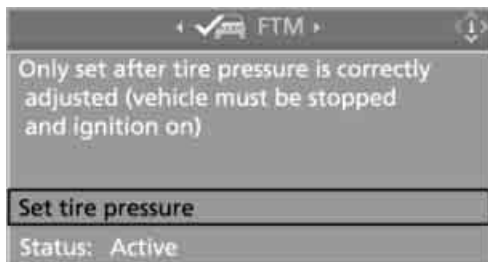 FTM
Only set after tire pressure is correctly
adjusted (vehicle must be stopped
and ignition on)
Set tire pressure
Status: Active